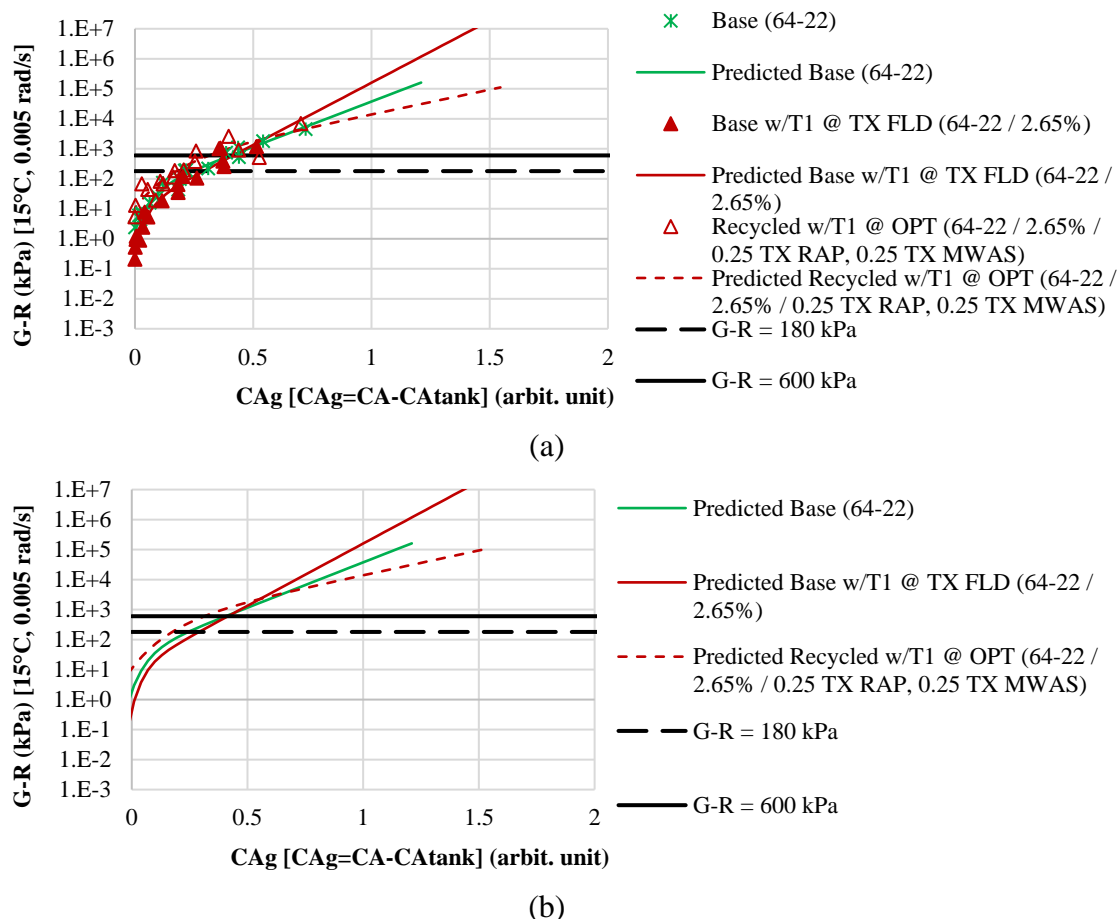 1.E+7
1.E+6
1.E+5
1.E+4
1.E+3
1.E+2
1.E+1
1.E+0
1.E-1
1.E-2
1.E-3
G-R (kPa) [15°C, 0.005 rad/s]
0
0.5
1
1.5
2
CAg [CAg=CA-CAtank] (arbit. unit)
Base (64-22)
Predicted Base (64-22)
Base w/T1 @ TX FLD (64-22 / 2.65%)
Predicted Base w/T1 @ TX FLD (64-22 /
2.65%)
Recycled w/T1 @ OPT (64-22 / 2.65% /
0.25 TX RAP, 0.25 TX MWAS)
Predicted Recycled w/T1 @ OPT (64-22 /
2.65% / 0.25 TX RAP, 0.25 TX MWAS)
G-R = 180 kPa
G-R = 600 kPa
(a)
1.E+7
1.E+6
1.E+5
1.E+4
1.E+3
1.E+2
1.E+1
1.E+0
1.E-1
1.E-2
1.E-3
G-R (kPa) [15°C, 0.005 rad/s]
0
0.5
1
1.5
2
CAg [CAg=CA-CAtank] (arbit. unit)
Predicted Base (64-22)
Predicted Base w/T1 @ TX FLD (64-22 /
2.65%)
Predicted Recycled w/T1 @ OPT (64-22 /
2.65% / 0.25 TX RAP, 0.25 TX MWAS)
G-R = 180 kPa
G-R = 600 kPa
(b)